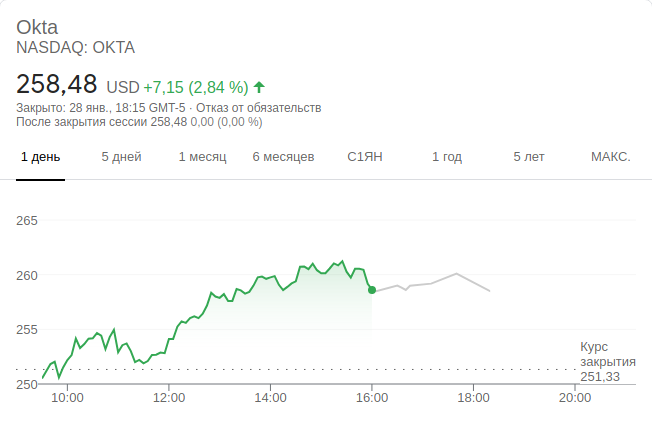 Okta
NASDAQ: OKTA
258,48 USD +7,15 (2,84 %)
Закрыто: 28 янв., 18:15 GMT-5 · Отказ от обязательств
После закрытия сессии 258,48 0,00 (0,00 %)
1 день 5 дней 1 месяц 6 месяцев С1ЯН 1 год 5 лет МАКС.
265
260
255
250
Курс
закрытия
251,33
10:00 12:00 14:00 16:00 18:00 20:00